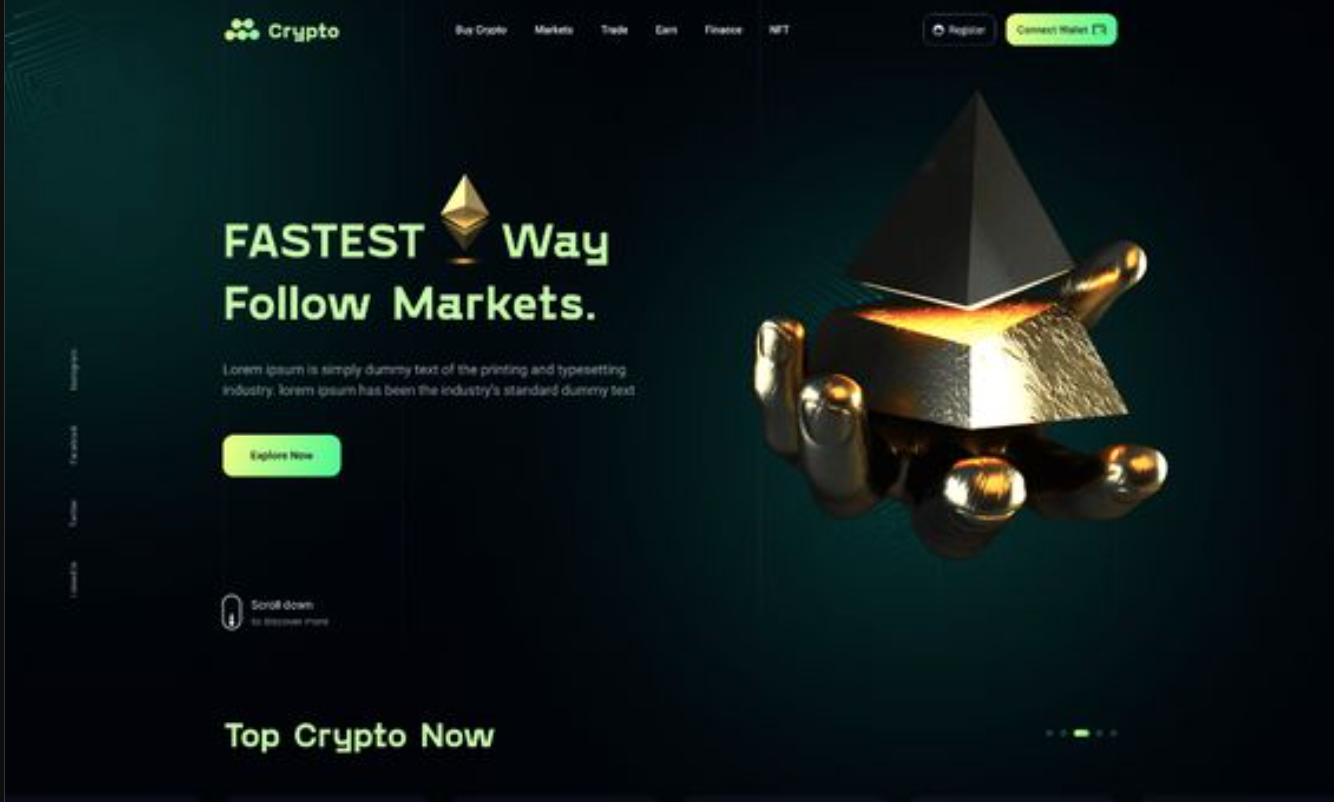 Crypto
Buy Crypto Markets Trade Earn Finance NFT
Register
Connect Wallet
FASTEST Way
Follow Markets.
Lorem ipsum is simply dummy text of the printing and typesetting
industry. lorem ipsum has been the industry's standard dummy text
Explore Now
Instagram
Facebook
Twitter
LinkedIn
Scroll down
to discover more
Top Crypto Now